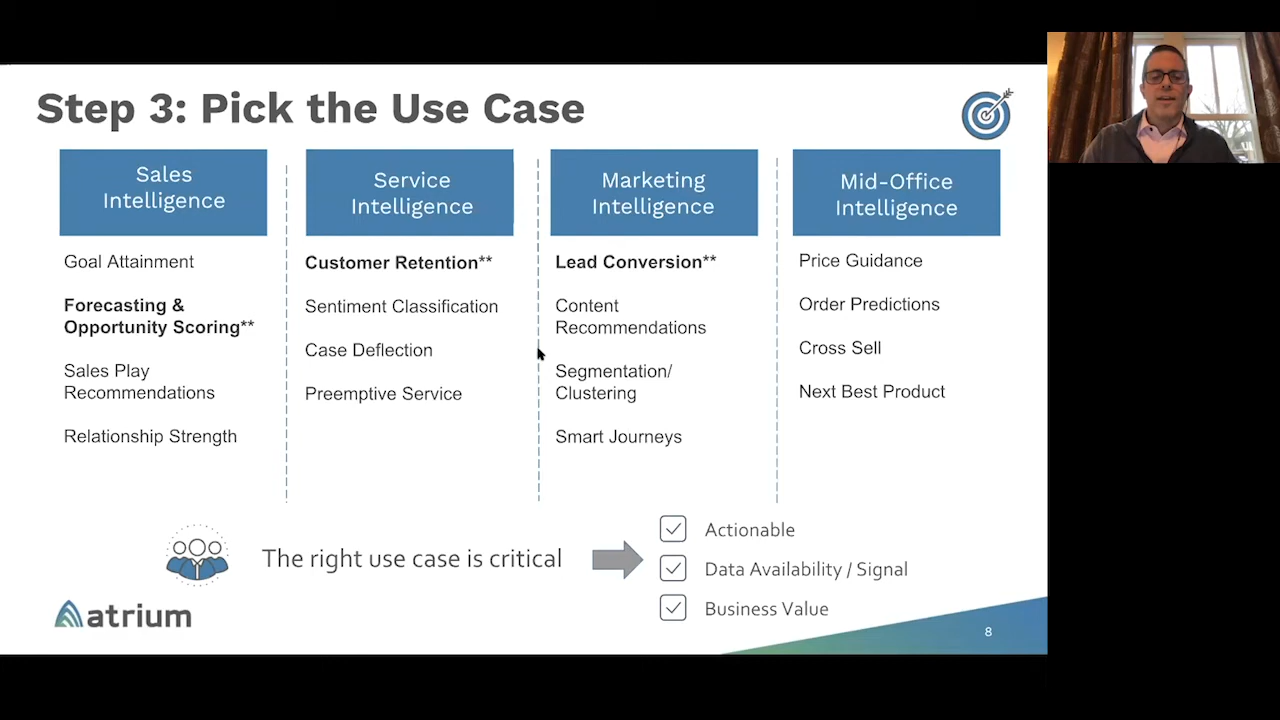 Step 3: Pick the Use Case
Sales
Intelligence
Goal Attainment
Forecasting &
Opportunity Scoring**
Sales Play
Recommendations
Relationship Strength
Service
Intelligence
Customer Retention**
Sentiment Classification
Case Deflection
Preemptive Service
Marketing
Intelligence
Lead Conversion**
Content
Recommendations
Segmentation/
Clustering
Smart Journeys
Mid-Office
Intelligence
Price Guidance
Order Predictions
Cross Sell
Next Best Product
The right use case is critical
Actionable
Data Availability / Signal
Business Value
atrium
8